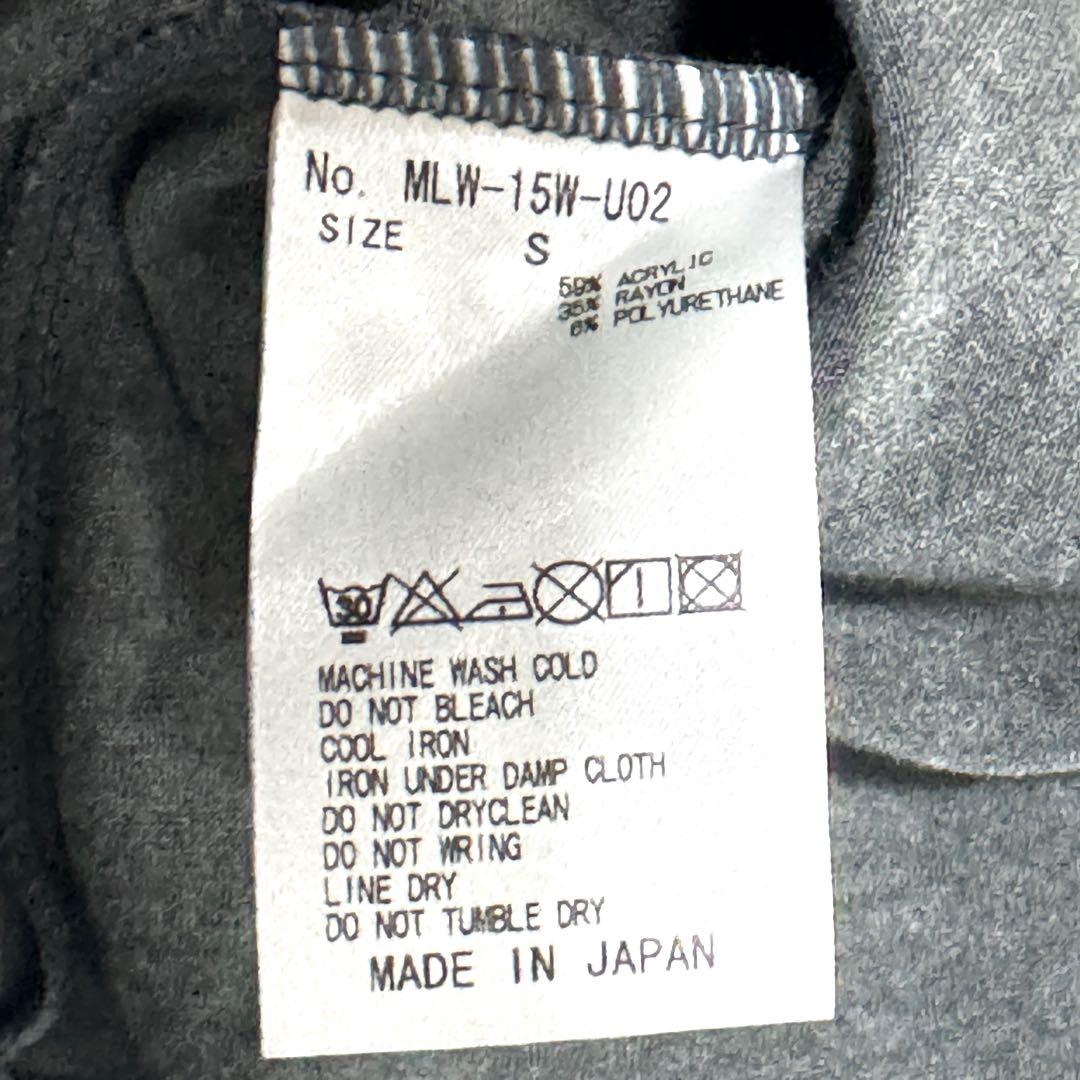 No. MLW-15W-U02
SIZE S
59% ACRYLIC
35% RAYON
6% POLYURETHANE
30
MACHINE WASH COLD
DO NOT BLEACH
COOL IRON
IRON UNDER DAMP CLOTH
DO NOT DRYCLEAN
DO NOT WRING
LINE DRY
DO NOT TUMBLE DRY
MADE IN JAPAN